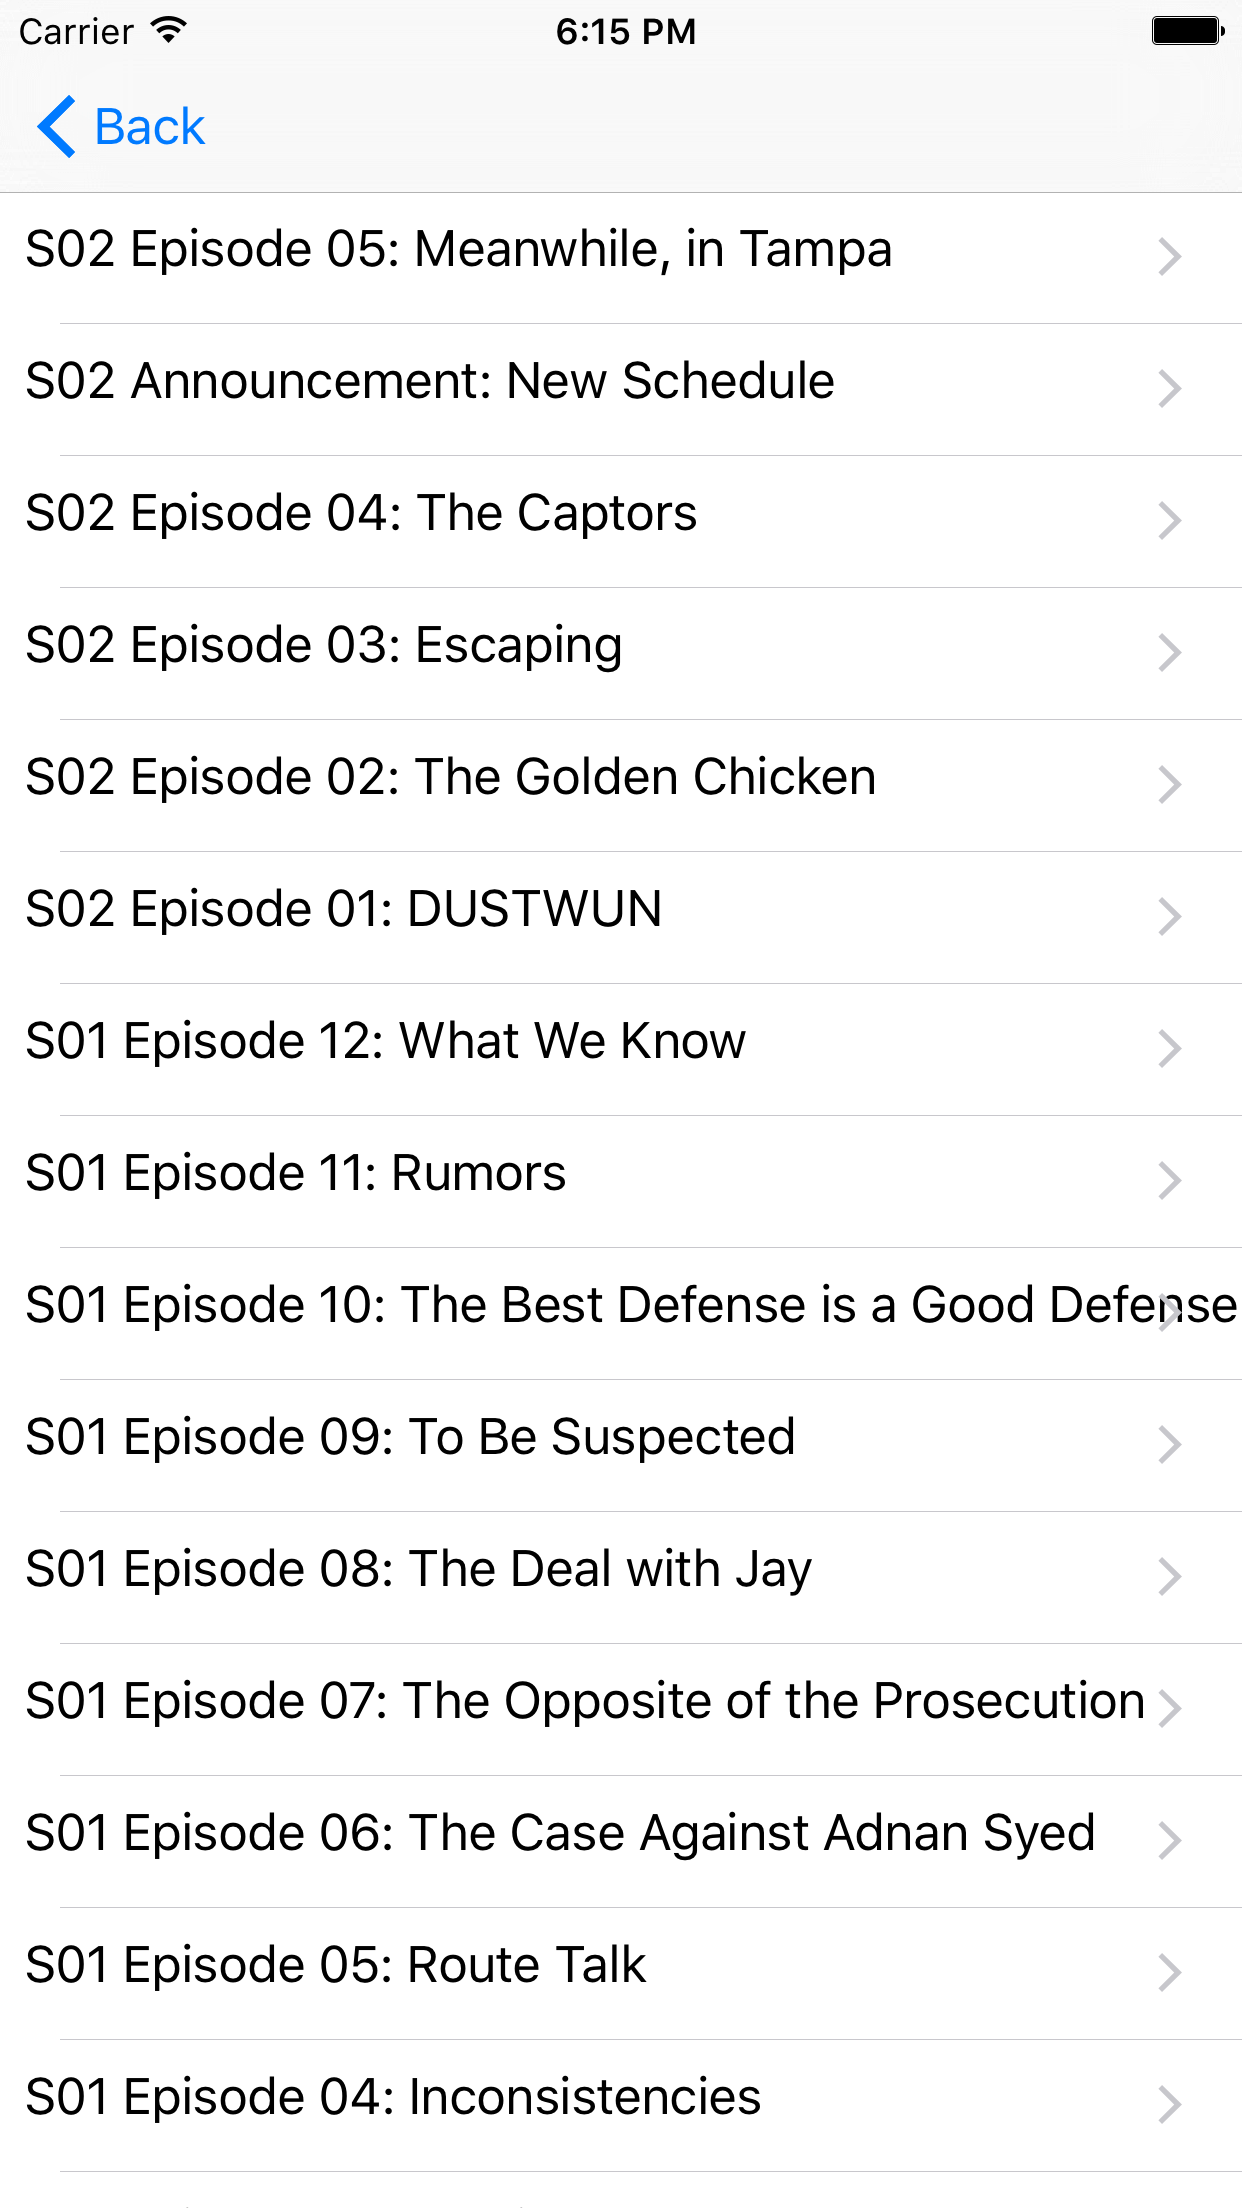 Carrier 6:15 PM
Back
S02 Episode 05: Meanwhile, in Tampa
S02 Announcement: New Schedule
S02 Episode 04: The Captors
S02 Episode 03: Escaping
S02 Episode 02: The Golden Chicken
S02 Episode 01: DUSTWUN
S01 Episode 12: What We Know
S01 Episode 11: Rumors
S01 Episode 10: The Best Defense is a Good Defense
S01 Episode 09: To Be Suspected
S01 Episode 08: The Deal with Jay
S01 Episode 07: The Opposite of the Prosecution
S01 Episode 06: The Case Against Adnan Syed
S01 Episode 05: Route Talk
S01 Episode 04: Inconsistencies